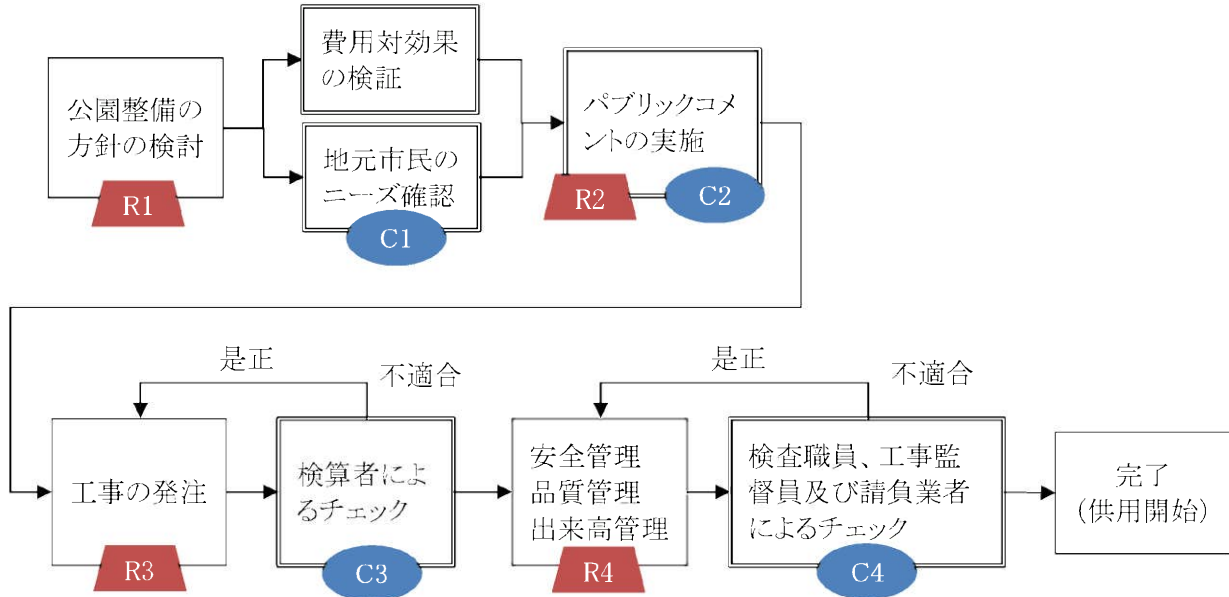 公園整備の
方針の検討
R1
費用対効果
の検証
地元市民の
ニーズ確認
C1
パブリックコメ
ントの実施
R2
C2
是正
不適合
工事の発注
R3
検算者によ
るチェック
C3
是正
不適合
安全管理
品質管理
出来高管理
R4
検査職員、工事監
督員及び請負業者
によるチェック
C4
完了
(供用開始)